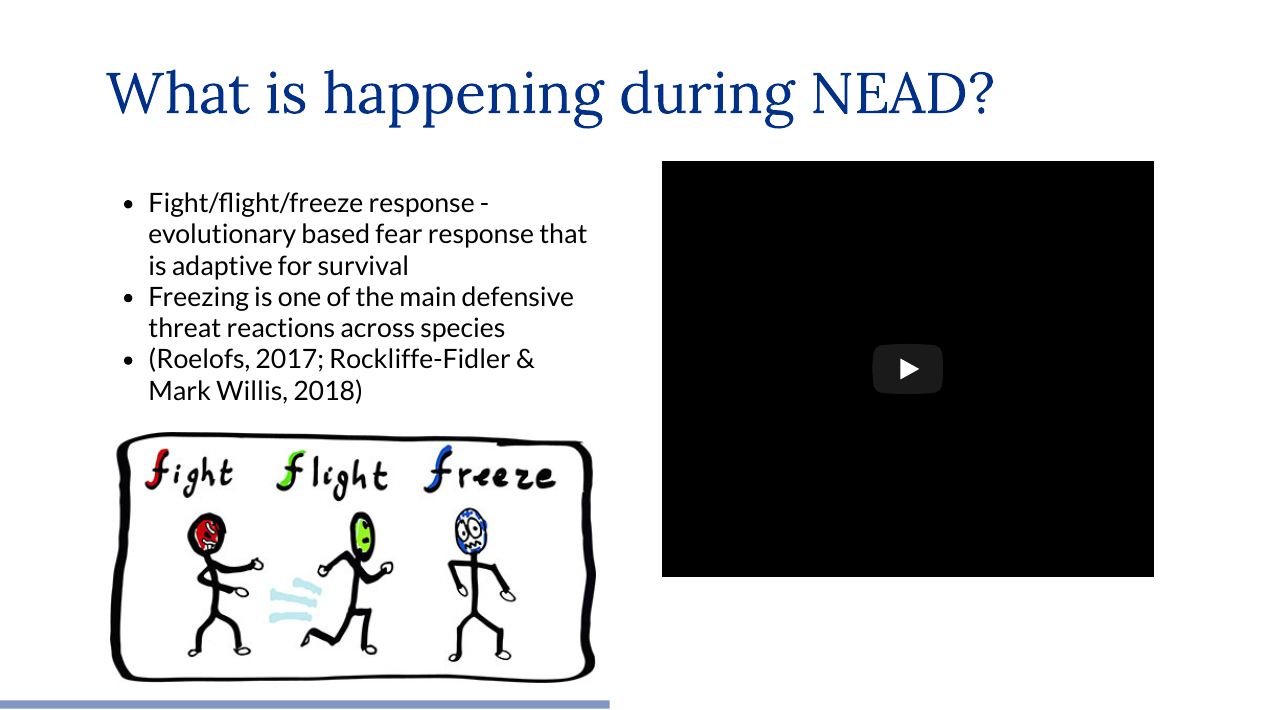 What is happening during NEAD?
• Fight/flight/freeze response -
evolutionary based fear response that
is adaptive for survival
• Freezing is one of the main defensive
threat reactions across species
• (Roelofs, 2017; Rockliffe-Fidler &
Mark Willis, 2018)
fight flight freeze